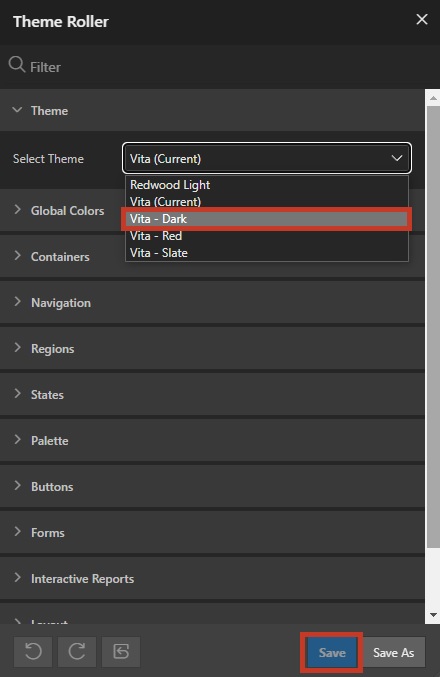 Theme Roller
Filter
Theme
Select Theme
Vita (Current)
Redwood Light
Vita (Current)
Vita - Dark
Vita - Red
Vita - Slate
Global Colors
Containers
Navigation
Regions
States
Palette
Buttons
Forms
Interactive Reports
Layout
Save
Save As